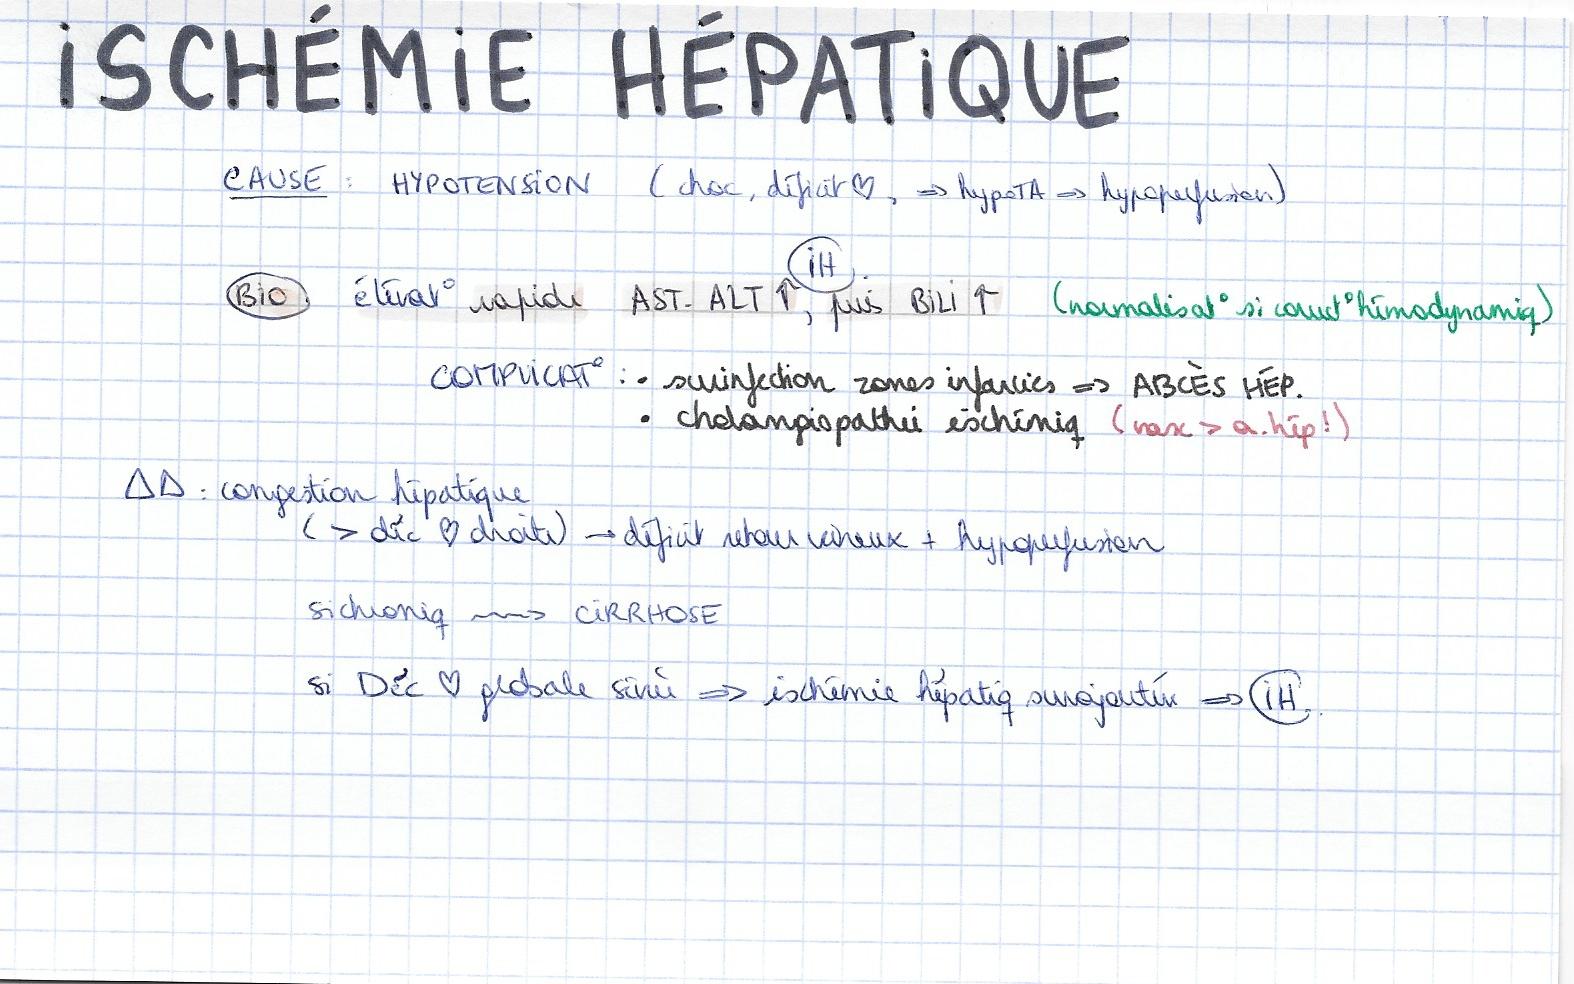 iSCHÉMiE HÉPATiQUE
CAUSE : HYPOTENSiON (choc, déficit ♡, => hypoTA => hypoperfusion)
iH
BiO élévat° rapide AST-ALT ↑, puis BiLi ↑ (normalisat° si correct° hémodynamiq)
COMPLiCAT° : • surinfection zones infarcies => ABCÈS HÉP.
• cholangiopathie ischémiq (vasc > a.hép!)
ΔD : congestion hépatique
(> déc ♡ droite) → déficit retour veineux + hypoperfusion
si chroniq ~~> CiRRHOSE
si Déc ♡ globale sévère => ischémie hépatiq surajoutée => iH